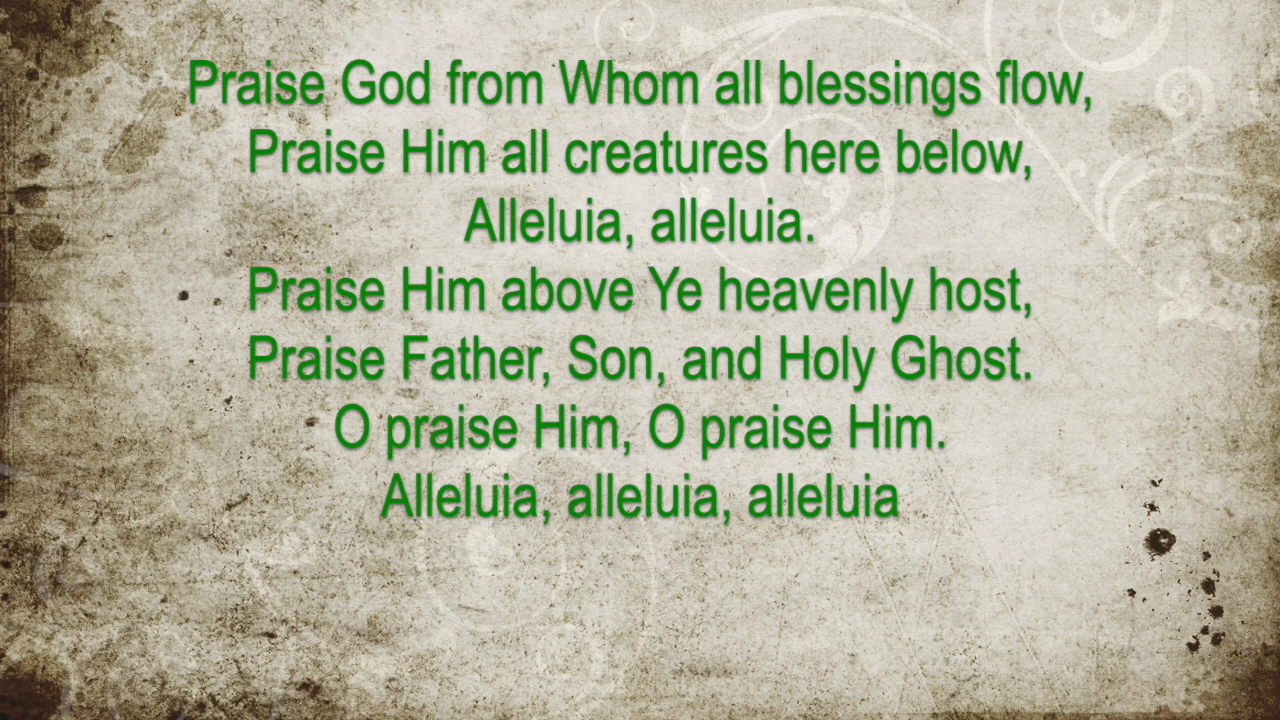 Praise God from Whom all blessings flow,
Praise Him all creatures here below,
Alleluia, alleluia.
Praise Him above Ye heavenly host,
Praise Father, Son, and Holy Ghost.
O praise Him, O praise Him.
Alleluia, alleluia, alleluia